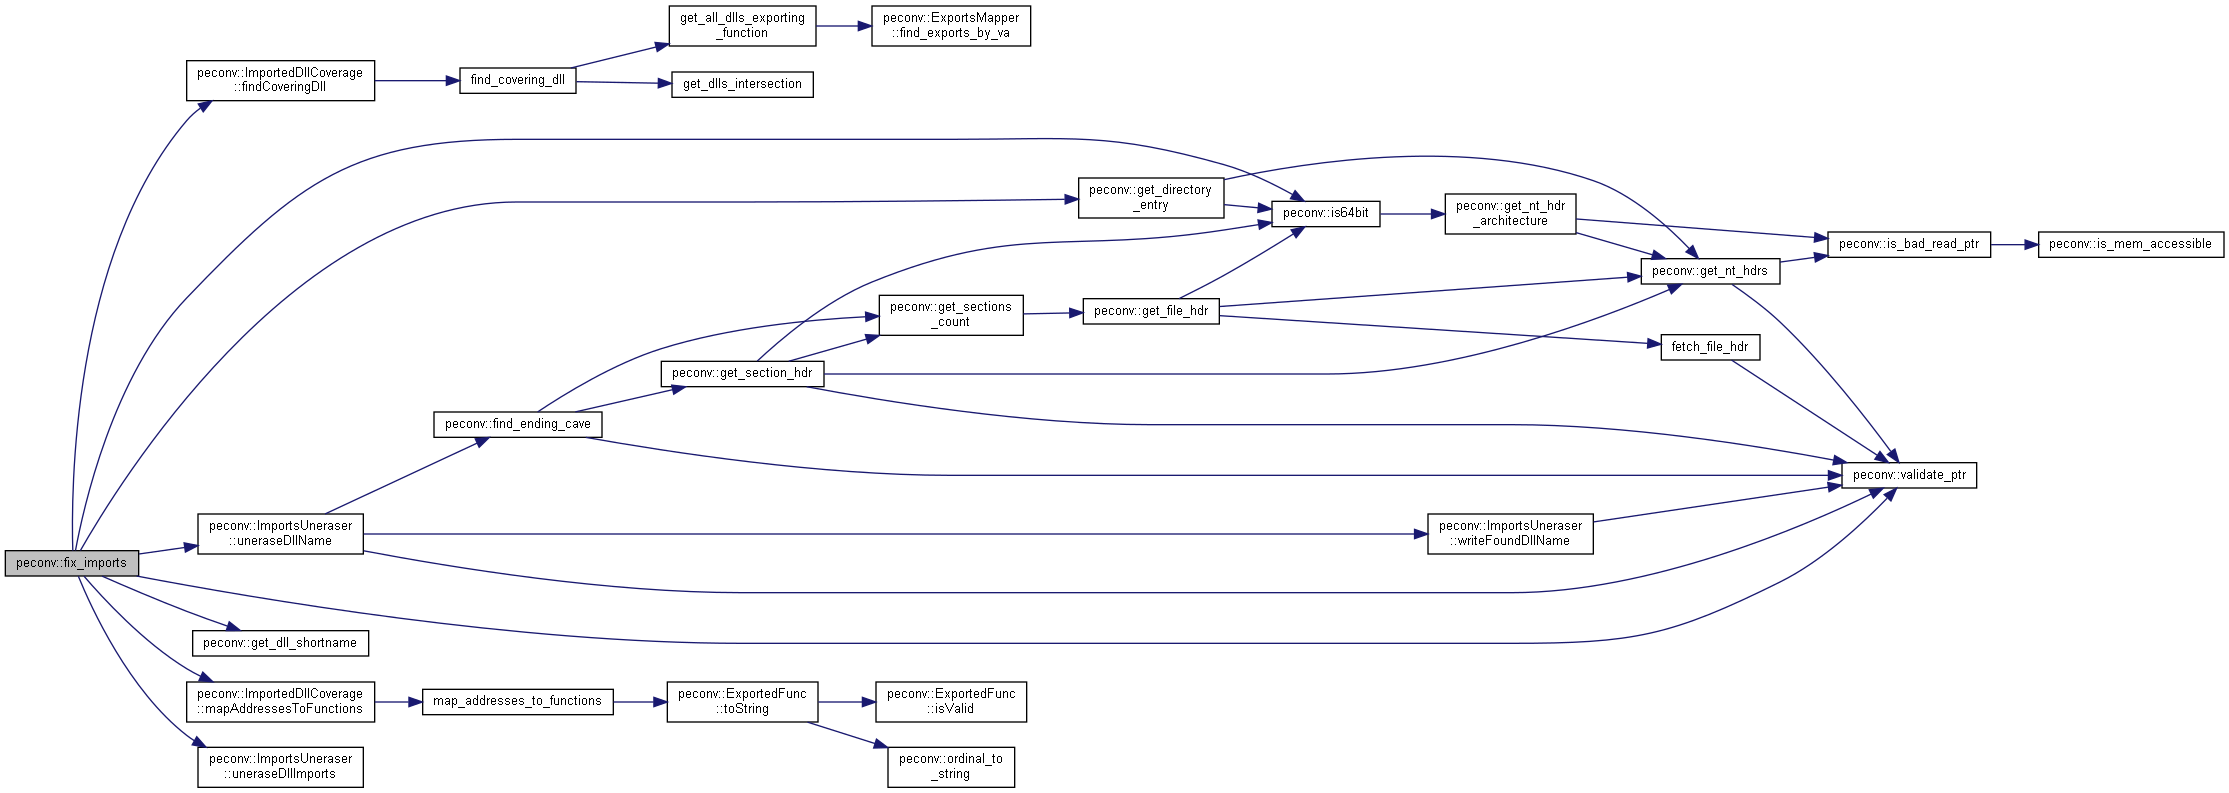 get_all_dlls_exporting
_function
peconv::ExportsMapper
::find_exports_by_va
peconv::ImportedDllCoverage
::findCoveringDll
find_covering_dll
get_dlls_intersection
peconv::get_directory
_entry
peconv::is64bit
peconv::get_nt_hdr
_architecture
peconv::is_bad_read_ptr
peconv::is_mem_accessible
peconv::get_nt_hdrs
peconv::get_sections
_count
peconv::get_file_hdr
fetch_file_hdr
peconv::get_section_hdr
peconv::find_ending_cave
peconv::validate_ptr
peconv::ImportsUneraser
::uneraseDllName
peconv::ImportsUneraser
::writeFoundDllName
peconv::fix_imports
peconv::get_dll_shortname
peconv::ImportedDllCoverage
::mapAddressesToFunctions
map_addresses_to_functions
peconv::ExportedFunc
::toString
peconv::ExportedFunc
::isValid
peconv::ImportsUneraser
::uneraseDllImports
peconv::ordinal_to
_string